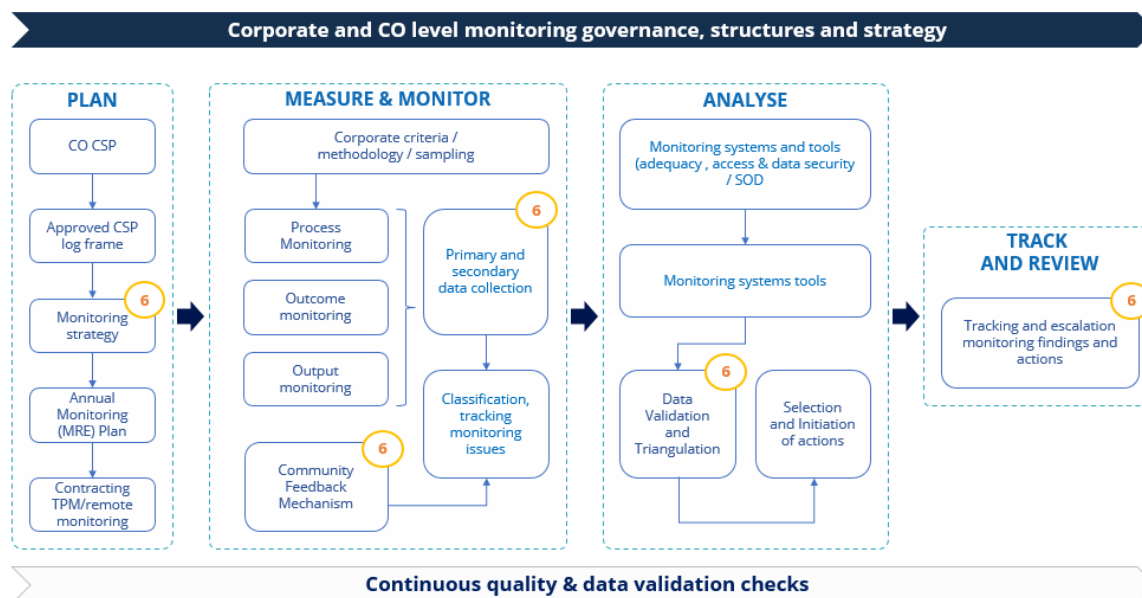 Corporate and CO level monitoring governance, structures and strategy
PLAN
CO CSP
Approved CSP
log frame
6
Monitoring
strategy
Annual
Monitoring
(MRE) Plan
Contracting
TPM/remote
monitoring
MEASURE & MONITOR
Corporate criteria /
methodology / sampling
Process
Monitoring
Outcome
monitoring
Output
monitoring
6
Community
Feedback
Mechanism
6
Primary and
secondary
data collection
Classification,
tracking
monitoring
issues
ANALYSE
Monitoring systems and tools
(adequacy , access & data security
/ SOD
Monitoring systems tools
6
Data
Validation
and
Triangulation
Selection
and Initiation
of actions
TRACK
AND REVIEW
6
Tracking and escalation
monitoring findings and
actions
Continuous quality & data validation checks